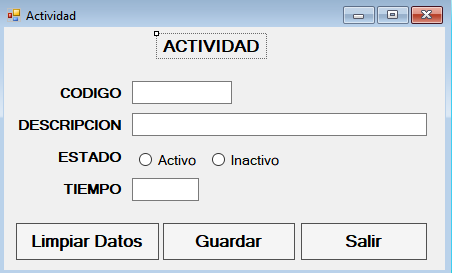 Actividad
ACTIVIDAD
CODIGO
DESCRIPCION
ESTADO Activo Inactivo
TIEMPO
Limpiar Datos Guardar Salir